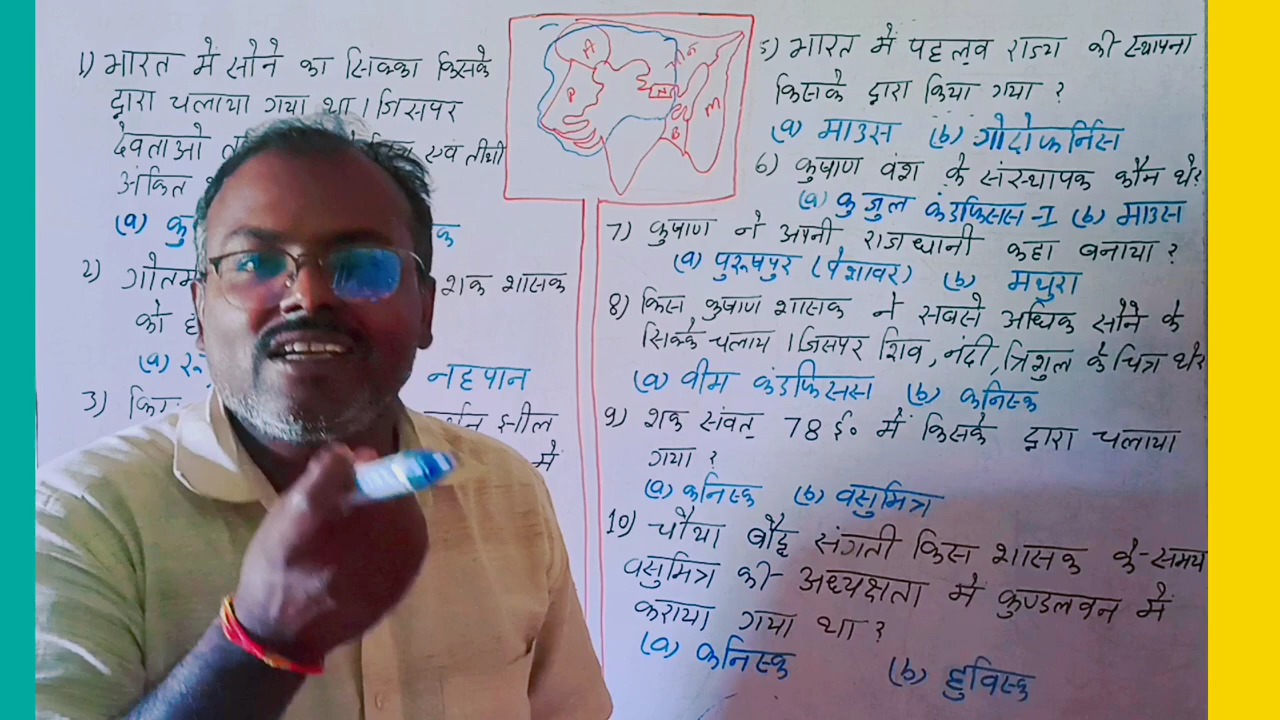 1) भारत में सोने का सिक्का किसके
द्वारा चलाया गया था। जिसपर
देवताओ एवं तीथी
अंकित
(a) कु क
2) गोतम शक शासक
को ह
(a) रू नहपान
3) किस र्शन झील
में
A
P
N
B
M
5) भारत में पहलव राज्य की स्थापना
किसके द्वारा किया गया ?
(a) माउस (b) गोदोफर्निस
6) कुषाण वंश के संस्थापक कौन थे?
(a) कुजुल कडफिसस-I (b) माउस
7) कुषाण ने अपनी राजधानी कहा बनाया ?
(a) पुरूषपुर (पेशावर) (b) मथुरा
8) किस कुषाण शासक ने सबसे अधिक सोने के
सिक्के चलाय। जिसपर शिव, नंदी, त्रिशुल के चित्र थे?
(a) वीम कडफिसस (b) कनिस्क
9) शक संवत् 78 ई० में किसके द्वारा चलाया
गया ?
(a) कनिस्क (b) वसुमित्र
10) चौथा बौद्द संगती किस शासक के-समय
वसुमित्र की अध्यक्षता में कुण्डलवन में
कराया गया था ?
(a) कनिस्क (b) हुविस्क